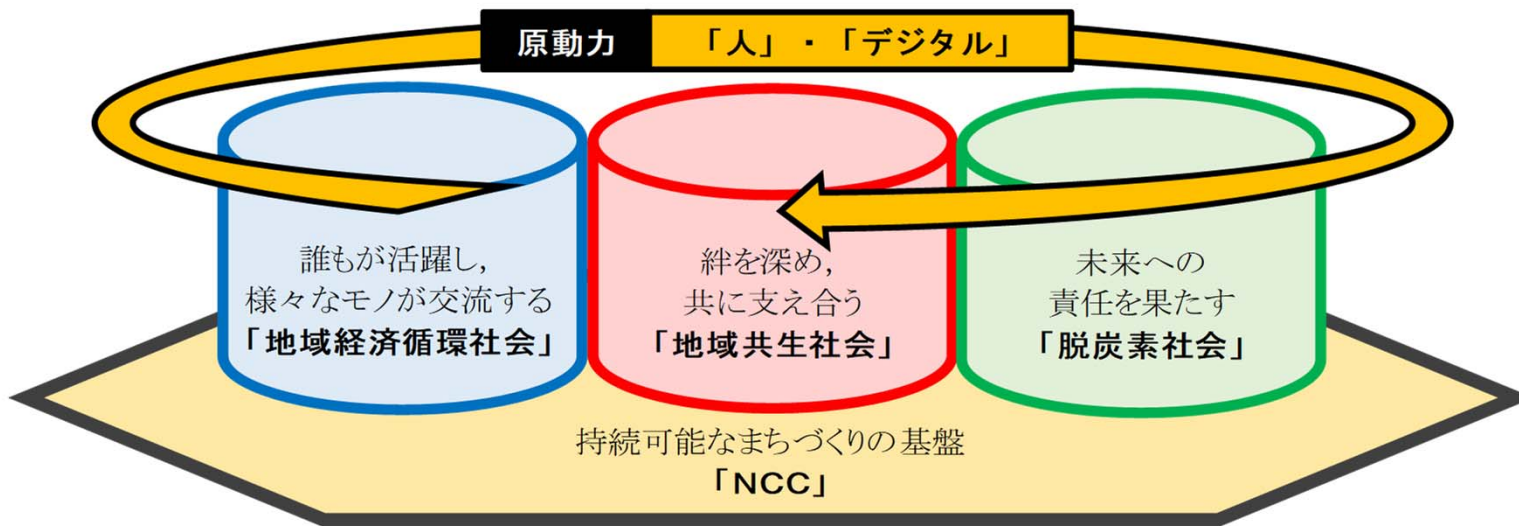 原動力 「人」・「デジタル」
誰もが活躍し,
様々なモノが交流する
「地域経済循環社会」
絆を深め,
共に支え合う
「地域共生社会」
未来への
責任を果たす
「脱炭素社会」
持続可能なまちづくりの基盤
「NCC」